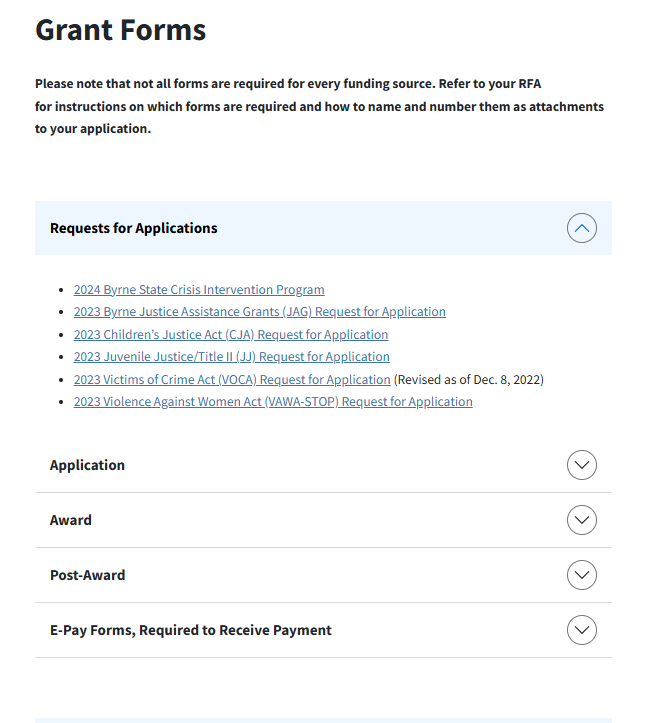 Grant Forms
Please note that not all forms are required for every funding source. Refer to your RFA
for instructions on which forms are required and how to name and number them as attachments
to your application.
Requests for Applications
2024 Byrne State Crisis Intervention Program
2023 Byrne Justice Assistance Grants (JAG) Request for Application
2023 Children’s Justice Act (CJA) Request for Application
2023 Juvenile Justice/Title II (JJ) Request for Application
2023 Victims of Crime Act (VOCA) Request for Application (Revised as of Dec. 8, 2022)
2023 Violence Against Women Act (VAWA-STOP) Request for Application
Application
Award
Post-Award
E-Pay Forms, Required to Receive Payment